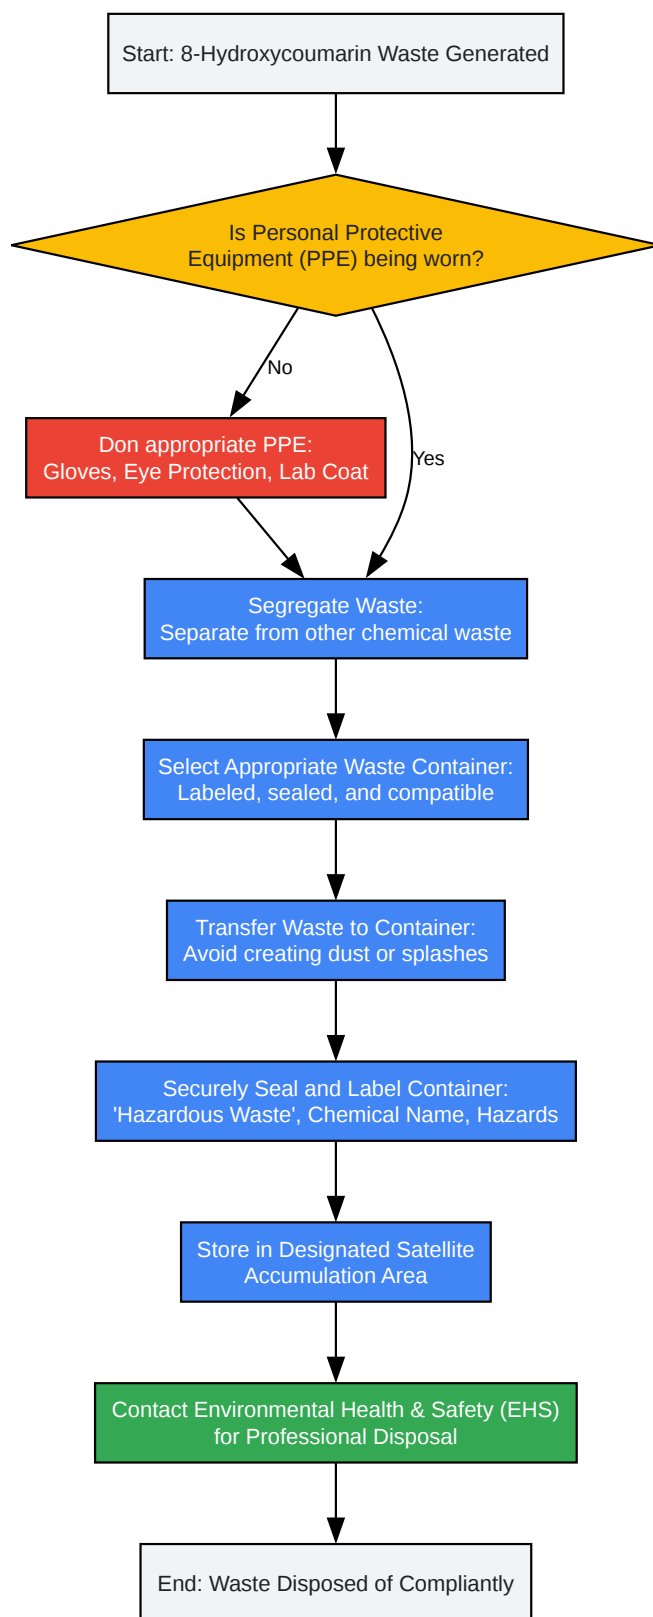 Start: 8-Hydroxycoumarin Waste Generated
Is Personal Protective
Equipment (PPE) being worn?
No
Don appropriate PPE:
Gloves, Eye Protection, Lab Coat
Yes
Segregate Waste:
Separate from other chemical waste
Select Appropriate Waste Container:
Labeled, sealed, and compatible
Transfer Waste to Container:
Avoid creating dust or splashes
Securely Seal and Label Container:
'Hazardous Waste', Chemical Name, Hazards
Store in Designated Satellite
Accumulation Area
Contact Environmental Health & Safety (EHS)
for Professional Disposal
End: Waste Disposed of Compliantly